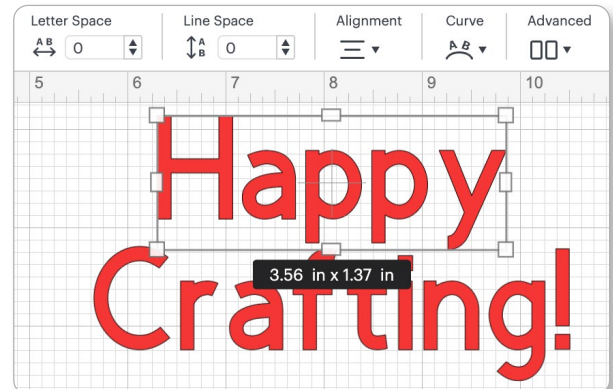 Letter Space Line Space Alignment Curve Advanced
A B 0 A B 0 A B
5 6 7 8 9 10
Happy
3.56 in x 1.37 in
Crafting!